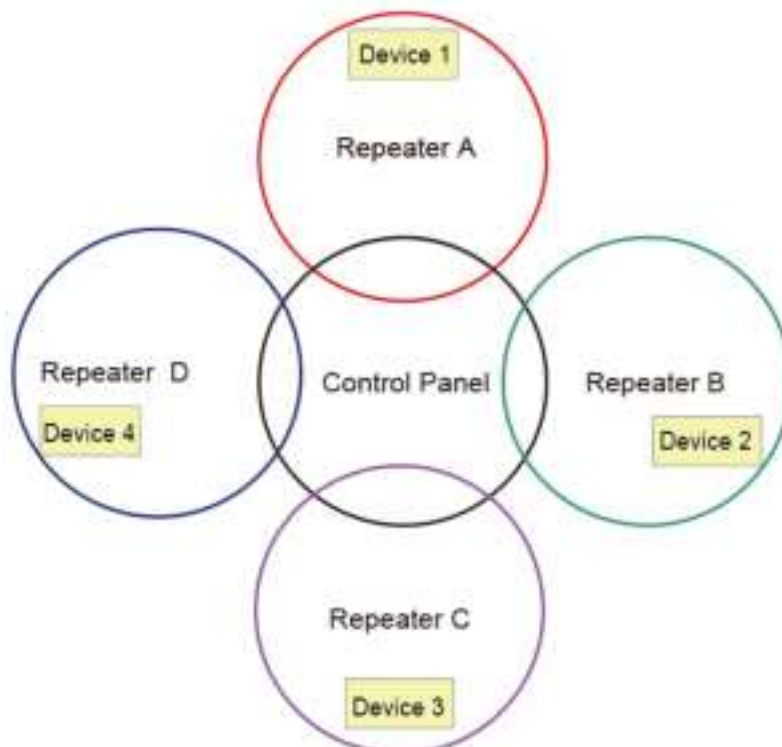 Device 1
Repeater A
Repeater D
Control Panel
Repeater B
Device 4
Device 2
Repeater C
Device 3